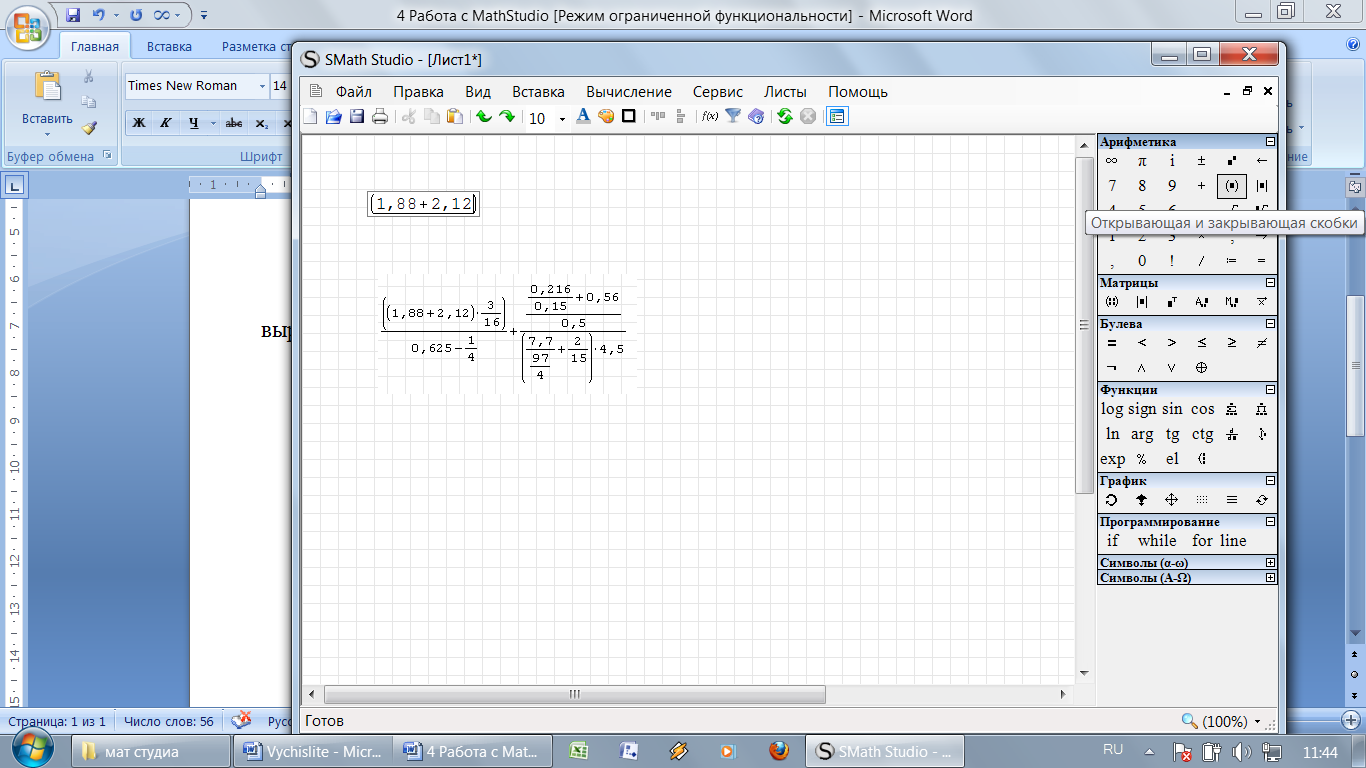 4 Работа с MathStudio [Режим ограниченной функциональности] - Microsoft Word
Главная Вставка Разметка ст
Times New Roman 14
Вставить
Ж К Ч abc x₂
Буфер обмена Шрифт
SMath Studio - [Лист1*]
Файл Правка Вид Вставка Вычисление Сервис Листы Помощь
10 f(x)
(1,88+2,12)
((1,88+2,12)·3/16)/(0,625-1/4)+((0,216/0,15+0,56)/0,5)/((7,7/(97/4)+2/15)·4,5)
выр
Арифметика
∞ π i ± ←
7 8 9 + (▪) |▪|
Открывающая и закрывающая скобки
, 0 ! / := =
Матрицы
Булева
= < > ≤ ≥ ≠
¬ ∧ ∨ ⊕
Функции
log sign sin cos
ln arg tg ctg
exp % el
График
Программирование
if while for line
Символы (α-ω)
Символы (Α-Ω)
Готов (100%)
Страница: 1 из 1 Число слов: 56 Русс
мат студиа Vychislite - Micr... 4 Работа с Mat... SMath Studio - ... RU 11:44